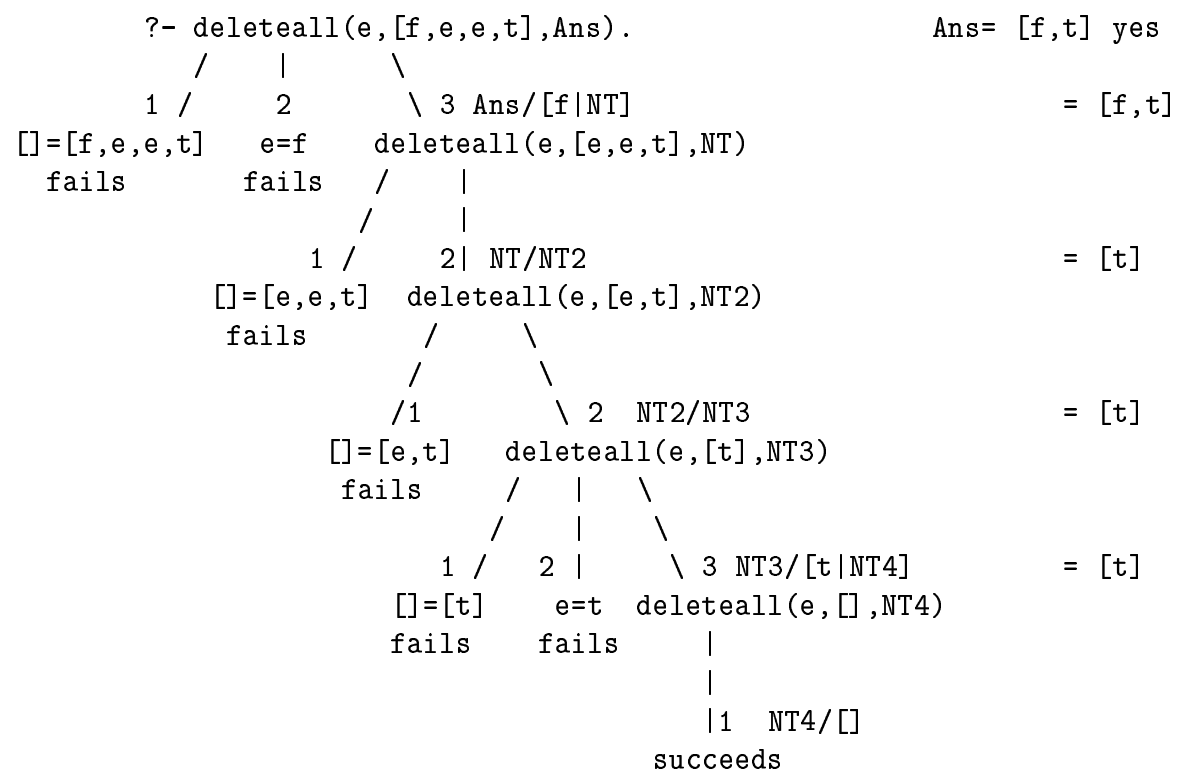 ?- deleteall(e,[f,e,e,t],Ans). Ans= [f,t] yes
/ | \
1 / 2 \ 3 Ans/[f|NT] = [f,t]
[]=[f,e,e,t] e=f deleteall(e,[e,e,t],NT)
fails fails / |
/ |
1 / 2| NT/NT2 = [t]
[]=[e,e,t] deleteall(e,[e,t],NT2)
fails / \
/ \
/1 \ 2 NT2/NT3 = [t]
[]=[e,t] deleteall(e,[t],NT3)
fails / | \
/ | \
1 / 2 | \ 3 NT3/[t|NT4] = [t]
[]=[t] e=t deleteall(e,[],NT4)
fails fails |
|
|1 NT4/[]
succeeds